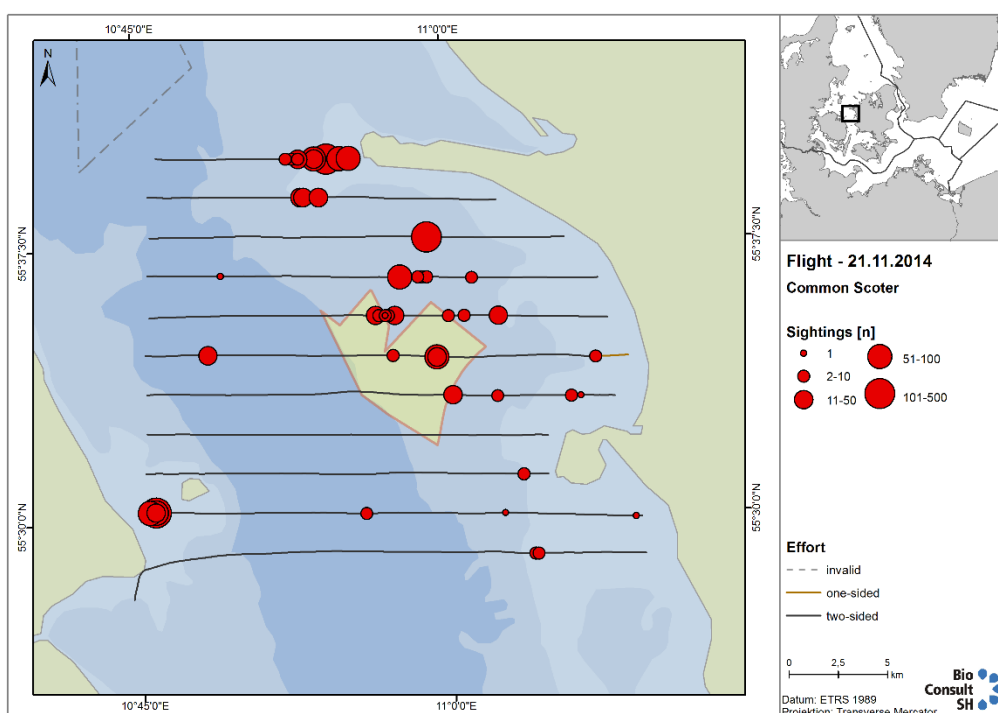 10°45'0"E
11°0'0"E
N
55°37'30"N
55°37'30"N
55°30'0"N
55°30'0"N
10°45'0"E
11°0'0"E
Flight - 21.11.2014
Common Scoter
Sightings [n]
1
2-10
11-50
51-100
101-500
Effort
invalid
one-sided
two-sided
0 2,5 5
km
Datum: ETRS 1989
Projektion: Transverse Mercator
Bio
Consult
SH